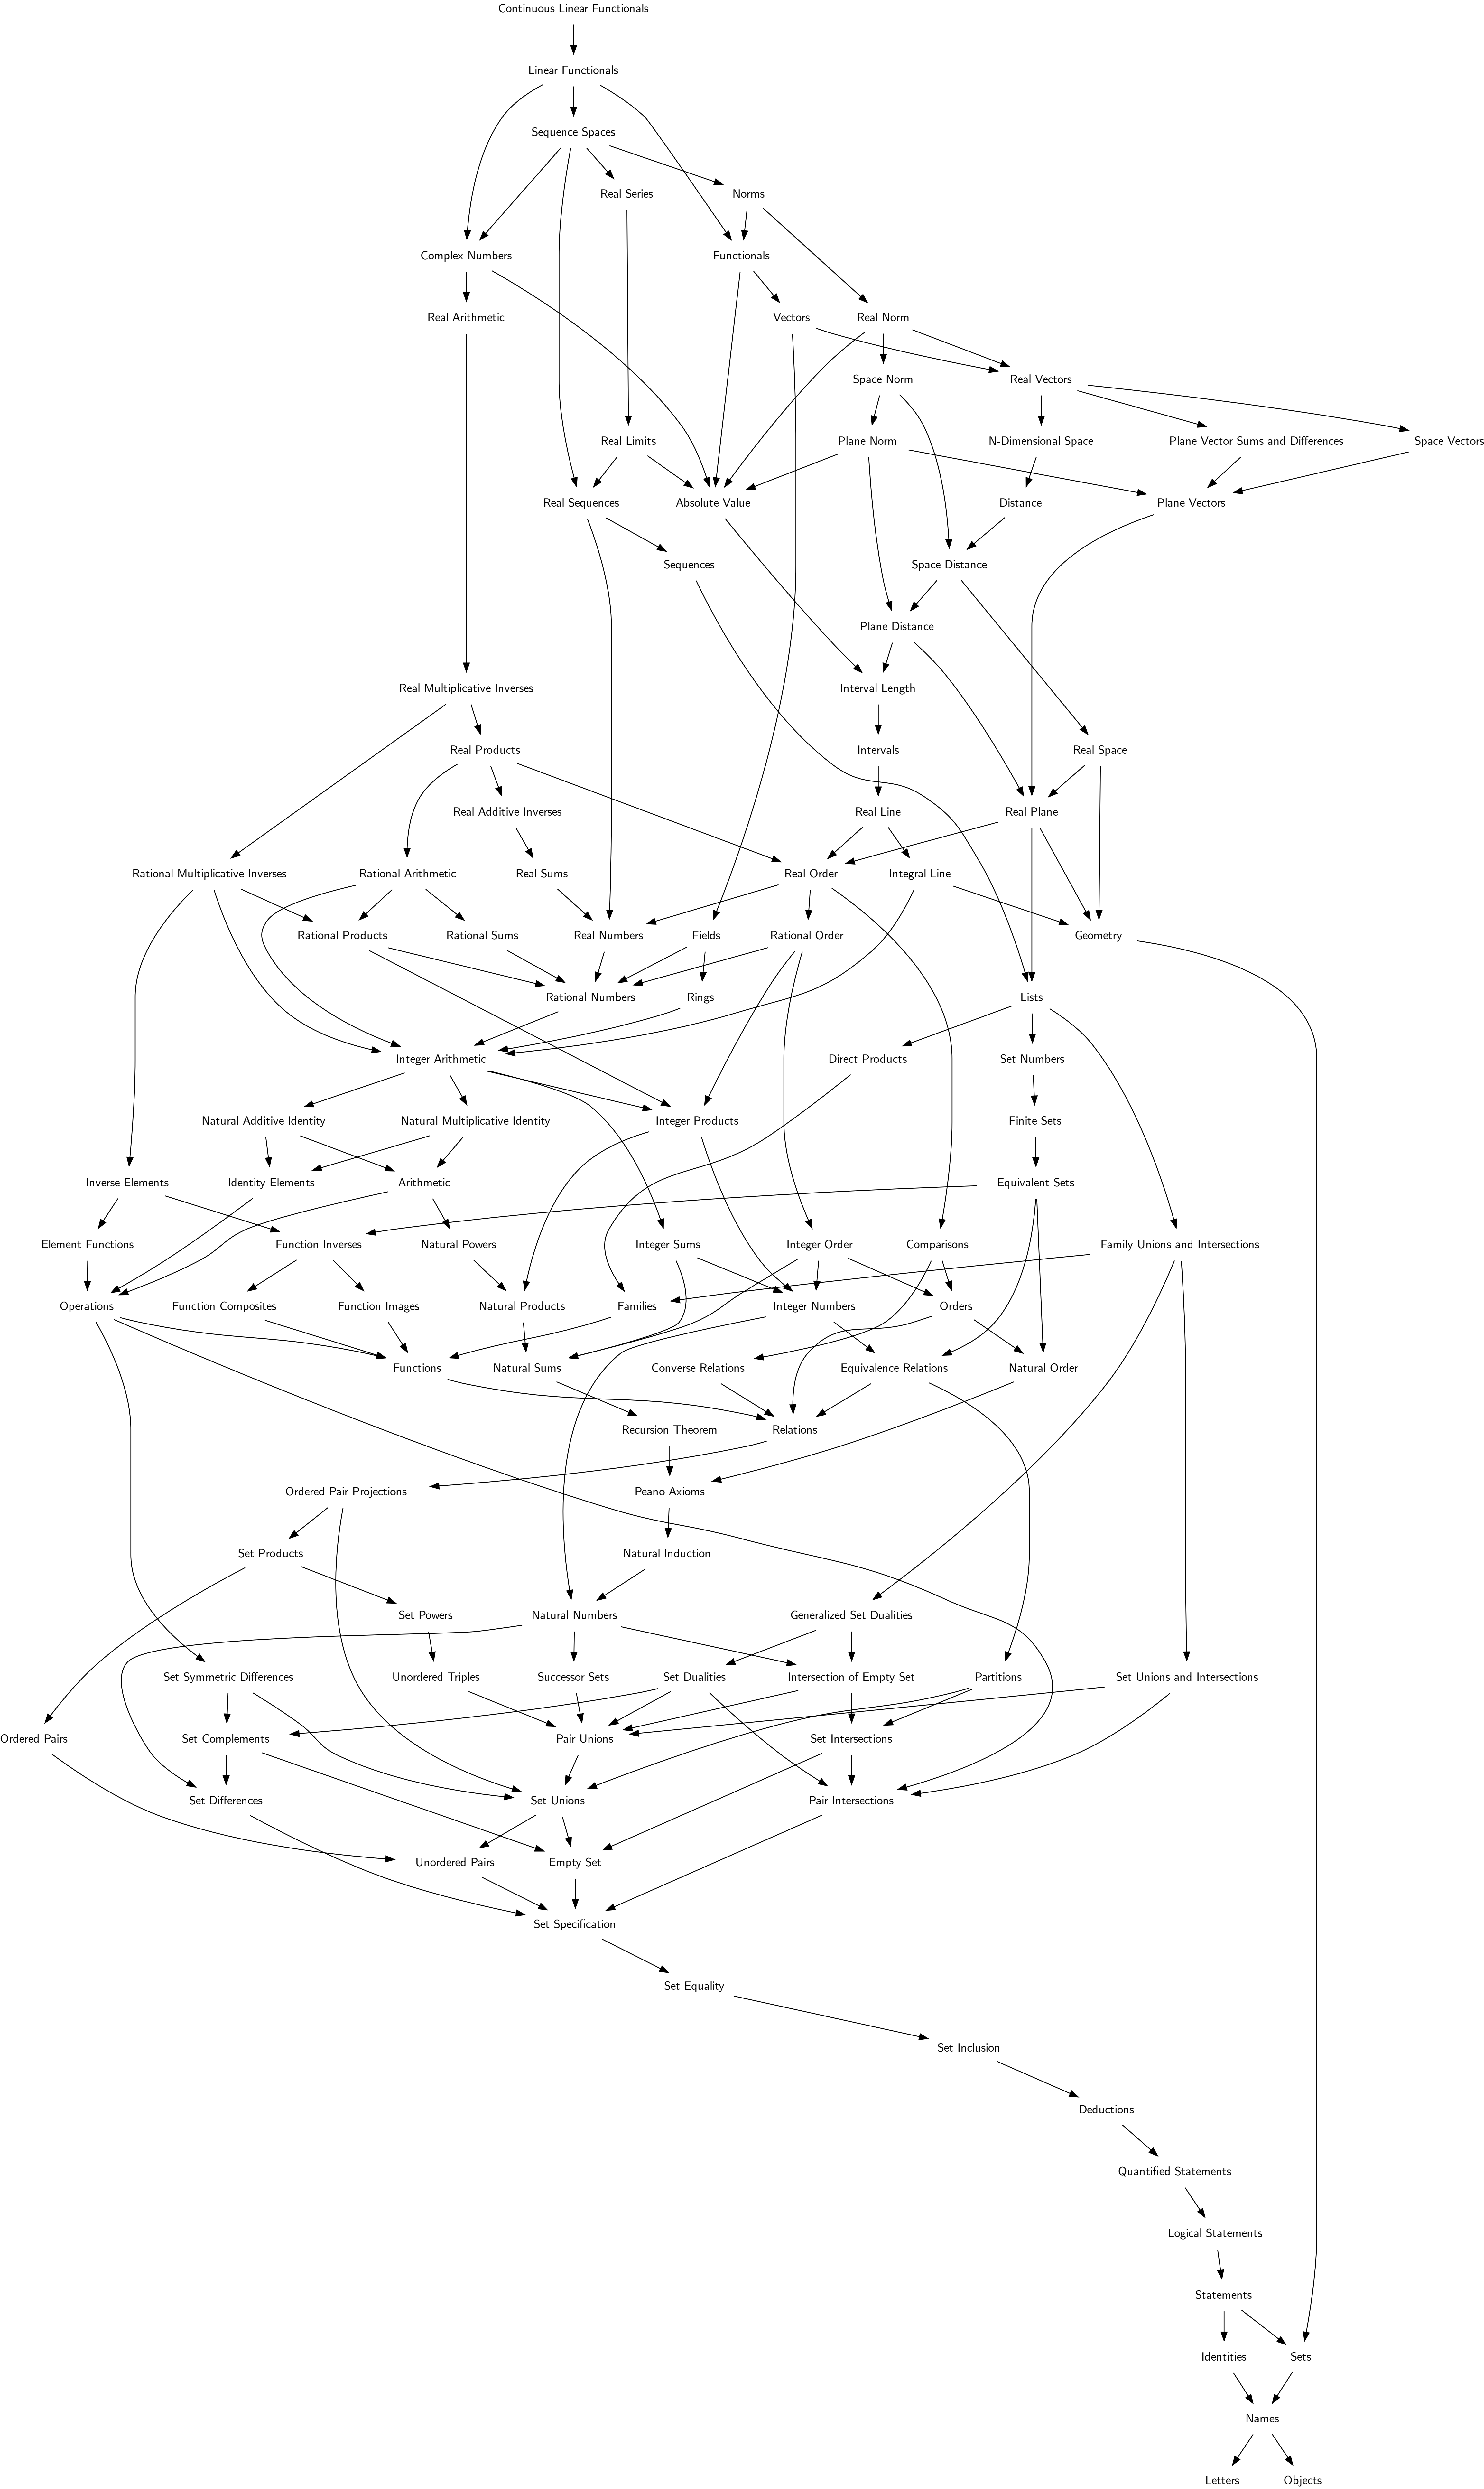 Continuous Linear Functionals
Linear Functionals
Sequence Spaces
Real Series
Norms
Complex Numbers
Functionals
Real Arithmetic
Vectors
Real Norm
Space Norm
Real Vectors
Real Limits
Plane Norm
N-Dimensional Space
Plane Vector Sums and Differences
Space Vectors
Real Sequences
Absolute Value
Distance
Plane Vectors
Sequences
Space Distance
Plane Distance
Real Multiplicative Inverses
Interval Length
Real Products
Intervals
Real Space
Real Additive Inverses
Real Line
Real Plane
Rational Multiplicative Inverses
Rational Arithmetic
Real Sums
Real Order
Integral Line
Rational Products
Rational Sums
Real Numbers
Fields
Rational Order
Geometry
Rational Numbers
Rings
Lists
Integer Arithmetic
Direct Products
Set Numbers
Natural Additive Identity
Natural Multiplicative Identity
Integer Products
Finite Sets
Inverse Elements
Identity Elements
Arithmetic
Equivalent Sets
Element Functions
Function Inverses
Natural Powers
Integer Sums
Integer Order
Comparisons
Family Unions and Intersections
Operations
Function Composites
Function Images
Natural Products
Families
Integer Numbers
Orders
Functions
Natural Sums
Converse Relations
Equivalence Relations
Natural Order
Recursion Theorem
Relations
Ordered Pair Projections
Peano Axioms
Set Products
Natural Induction
Set Powers
Natural Numbers
Generalized Set Dualities
Set Symmetric Differences
Unordered Triples
Successor Sets
Set Dualities
Intersection of Empty Set
Partitions
Set Unions and Intersections
Ordered Pairs
Set Complements
Pair Unions
Set Intersections
Set Differences
Set Unions
Pair Intersections
Unordered Pairs
Empty Set
Set Specification
Set Equality
Set Inclusion
Deductions
Quantified Statements
Logical Statements
Statements
Identities
Sets
Names
Letters
Objects